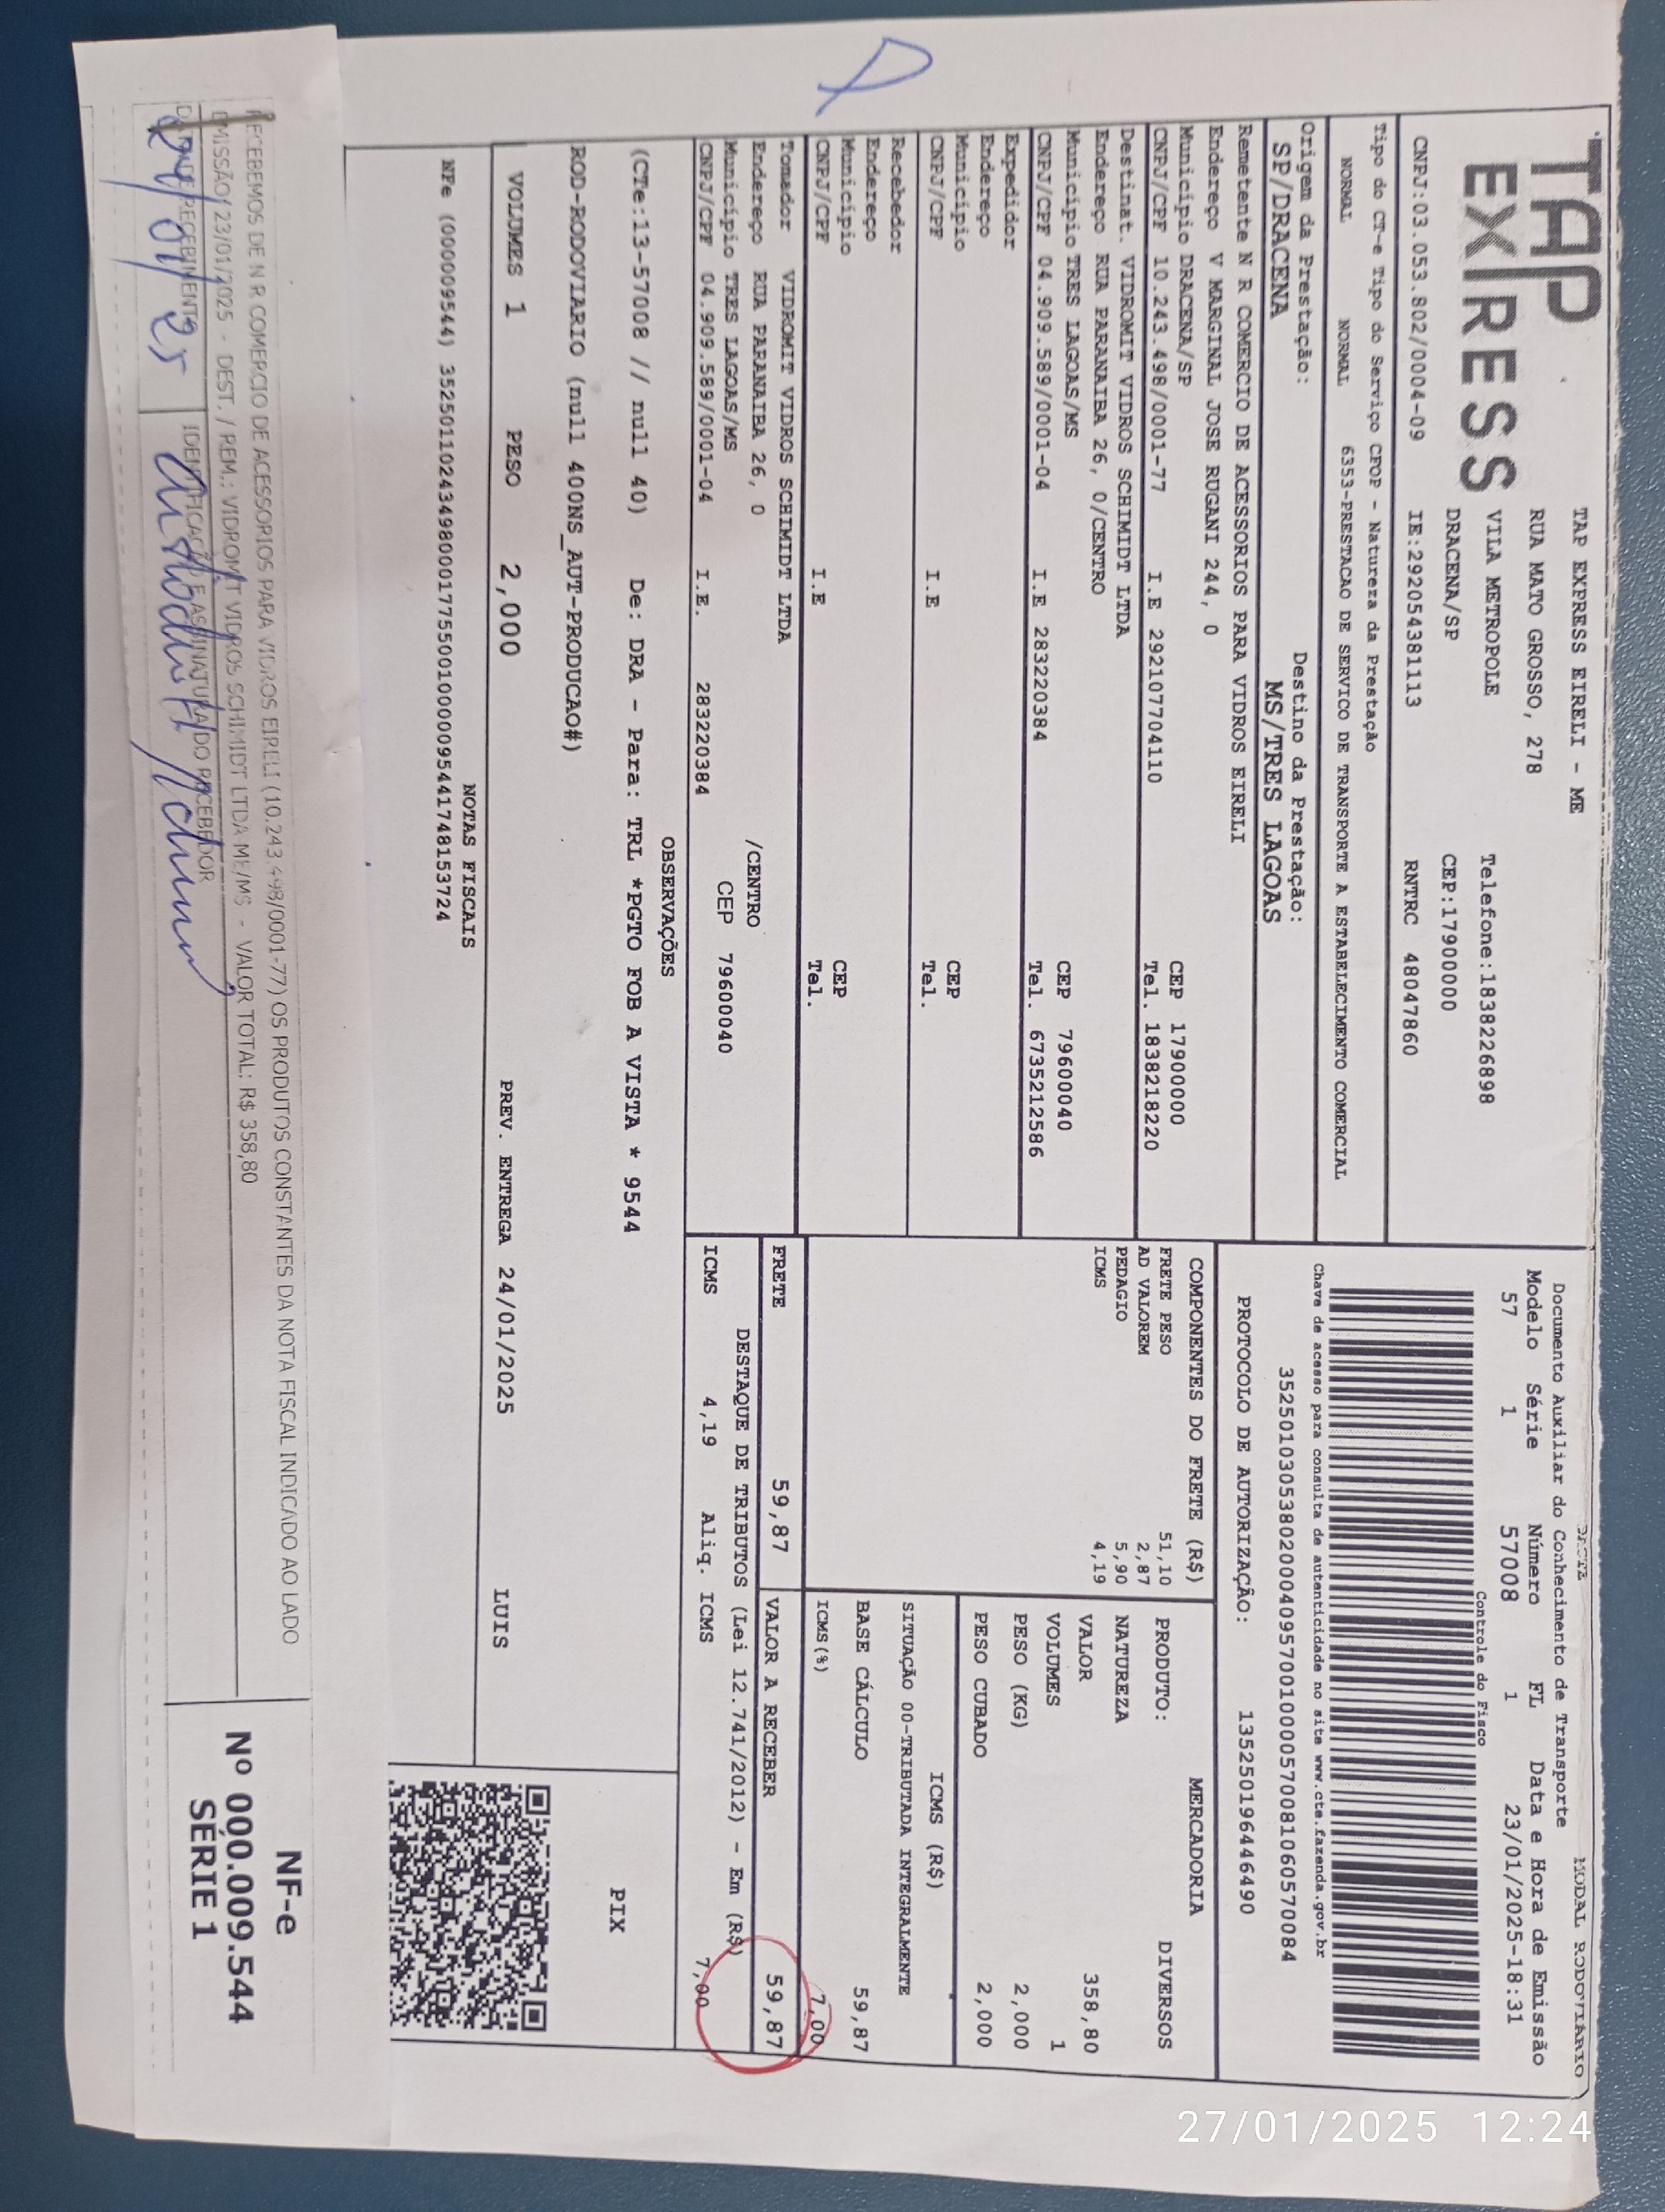 TAP
EXPRESS
TAP EXPRESS EIRELI - ME
RUA MATO GROSSO, 278
VILA METROPOLE
Telefone:1838226898
DRACENA/SP
CEP:17900000
CNPJ:03.053.802/0004-09
IE:292054381113
RNTRC 48047860
Tipo do CT-e Tipo do Serviço CFOP - Natureza da Prestação
NORMAL NORMAL 6353-PRESTACAO DE SERVICO DE TRANSPORTE A ESTABELECIMENTO COMERCIAL
Origem da Prestação:
Destino da Prestação:
SP/DRACENA
MS/TRES LAGOAS
DACTE
MODAL RODOVIÁRIO
Documento Auxiliar do Conhecimento de Transporte
Modelo Série Número FL Data e Hora de Emissão
57 1 57008 1 23/01/2025-18:31
Controle do Fisco
Chave de acesso para consulta de autenticidade no site www.cte.fazenda.gov.br
35250103053802000409570010000570081060570084
PROTOCOLO DE AUTORIZAÇÃO: 135250196446490
Remetente N R COMERCIO DE ACESSORIOS PARA VIDROS EIRELI
Endereço V MARGINAL JOSE RUGANI 244, 0
Município DRACENA/SP
CEP 17900000
CNPJ/CPF 10.243.498/0001-77
I.E 292107704110
Tel. 1838218220
Destinat. VIDROMIT VIDROS SCHIMIDT LTDA
Endereço RUA PARANAIBA 26, 0/CENTRO
Município TRES LAGOAS/MS
CEP 79600040
CNPJ/CPF 04.909.589/0001-04
I.E 283220384
Tel. 6735212586
Expedidor
Endereço
Município
CEP
CNPJ/CPF
I.E
Tel.
Recebedor
Endereço
Município
CEP
CNPJ/CPF
I.E
Tel.
Tomador VIDROMIT VIDROS SCHIMIDT LTDA
Endereço RUA PARANAIBA 26, 0
/CENTRO
Município TRES LAGOAS/MS
CEP 79600040
CNPJ/CPF 04.909.589/0001-04
I.E. 283220384
COMPONENTES DO FRETE (R$)
FRETE PESO 51,10
AD VALOREM 2,87
PEDAGIO 5,90
ICMS 4,19
MERCADORIA
PRODUTO: DIVERSOS
NATUREZA
VALOR 358,80
VOLUMES 1
PESO (KG) 2,000
PESO CUBADO 2,000
ICMS (R$)
SITUAÇÃO 00-TRIBUTADA INTEGRALMENTE
BASE CÁLCULO 59,87
ICMS(%) 7,00
FRETE 59,87
VALOR A RECEBER 59,87
DESTAQUE DE TRIBUTOS (Lei 12.741/2012) - Em (R$)
ICMS 4,19 Aliq. ICMS 7,00
OBSERVAÇÕES
(CTe:13-57008 // null 40) De: DRA - Para: TRL *PGTO FOB A VISTA * 9544
ROD-RODOVIARIO (null 400NS_AUT-PRODUCAO#)
PIX
VOLUMES 1 PESO 2,000 PREV. ENTREGA 24/01/2025 LUIS
NOTAS FISCAIS
NFe (000009544) 35250110243498000177550010000095441748153724
RECEBEMOS DE N R COMERCIO DE ACESSORIOS PARA VIDROS EIRELI (10.243.498/0001-77) OS PRODUTOS CONSTANTES DA NOTA FISCAL INDICADO AO LADO
EMISSÃO: 23/01/2025 - DEST. / REM.: VIDROMIT VIDROS SCHIMIDT LTDA ME/MS - VALOR TOTAL: R$ 358,80
DATA DE RECEBIMENTO
IDENTIFICAÇÃO E ASSINATURA DO RECEBEDOR
24/01/25
NF-e
Nº 000.009.544
SÉRIE 1
27/01/2025 12:24